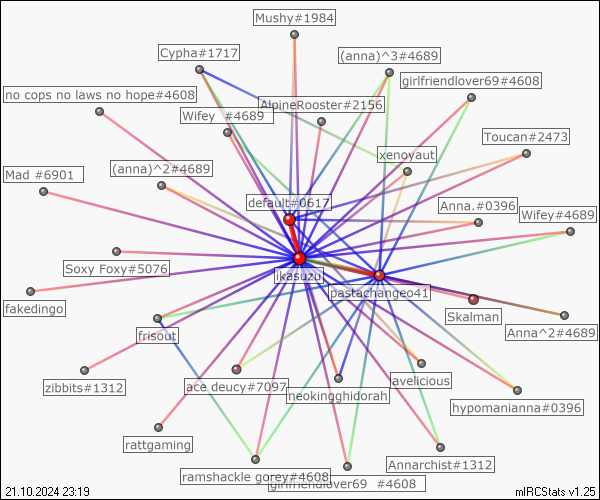 Mushy#1984
Cypha#1717
(anna)^3#4689
girlfriendlover69#4608
no cops no laws no hope#4608
AlpineRooster#2156
Wifey #4689
Toucan#2473
xenoyaut
Mad #6901
(anna)^2#4689
default#0617
Anna.#0396
Wifey#4689
Soxy Foxy#5076
ikasuzu
pastachangeo41
fakedingo
Skalman
Anna^2#4689
frisout
zibbits#1312
ace deucy#7097
avelicious
neokingghidorah
hypomanianna#0396
rattgaming
Annarchist#1312
ramshackle gorey#4608
girlfriendlover69 #4608
21.10.2024 23:19
mIRCStats v1.25